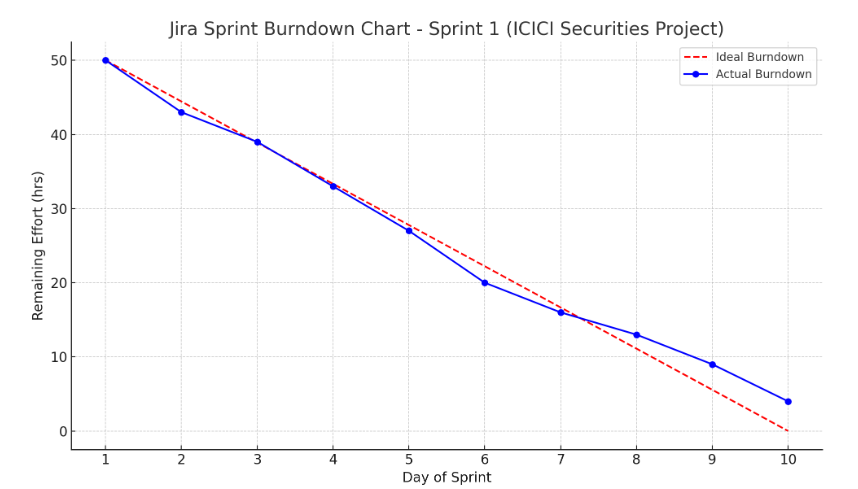 Jira Sprint Burndown Chart - Sprint 1 (ICICI Securities Project)
Ideal Burndown
Actual Burndown
Remaining Effort (hrs)
50
40
30
20
10
0
1 2 3 4 5 6 7 8 9 10
Day of Sprint